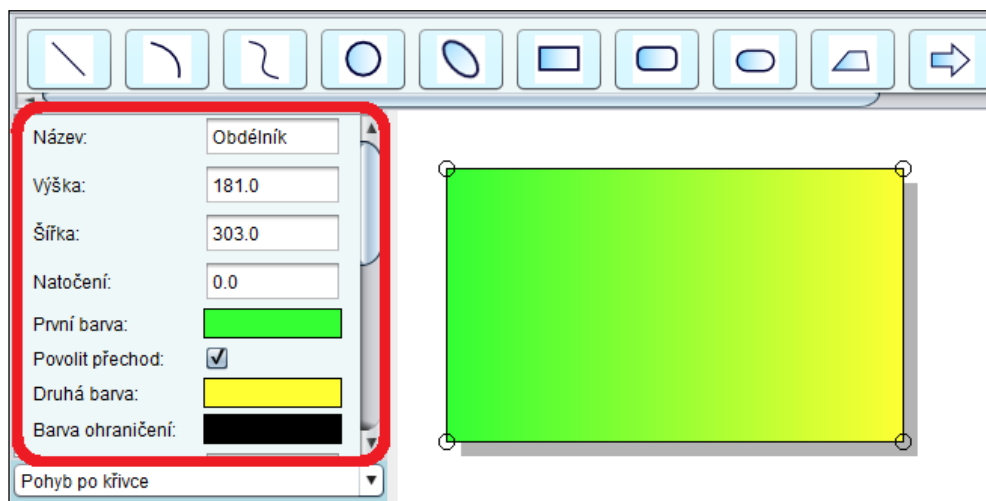 Název: Obdélník
Výška: 181.0
Šířka: 303.0
Natočení: 0.0
První barva:
Povolit přechod:
Druhá barva:
Barva ohraničení:
Pohyb po křivce